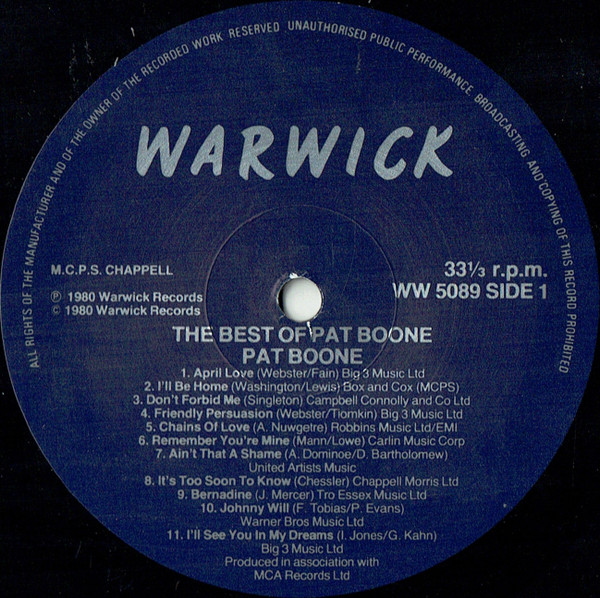 ALL RIGHTS OF THE MANUFACTURER AND OF THE OWNER OF THE RECORDED WORK RESERVED UNAUTHORISED PUBLIC PERFORMANCE BROADCASTING AND COPYING OF THIS RECORD PROHIBITED
WARWICK
M.C.P.S. CHAPPELL
33⅓ r.p.m.
℗ 1980 Warwick Records
WW 5089 SIDE 1
© 1980 Warwick Records
THE BEST OF PAT BOONE
PAT BOONE
1. April Love (Webster/Fain) Big 3 Music Ltd
2. I'll Be Home (Washington/Lewis) Box and Cox (MCPS)
3. Don't Forbid Me (Singleton) Campbell Connolly and Co Ltd
4. Friendly Persuasion (Webster/Tiomkin) Big 3 Music Ltd
5. Chains Of Love (A. Nuwgetre) Robbins Music Ltd/EMI
6. Remember You're Mine (Mann/Lowe) Carlin Music Corp
7. Ain't That A Shame (A. Dominoe/D. Bartholomew)
United Artists Music
8. It's Too Soon To Know (Chessler) Chappell Morris Ltd
9. Bernadine (J. Mercer) Tro Essex Music Ltd
10. Johnny Will (F. Tobias/P. Evans)
Warner Bros Music Ltd
11. I'll See You In My Dreams (I. Jones/G. Kahn)
Big 3 Music Ltd
Produced in association with
MCA Records Ltd